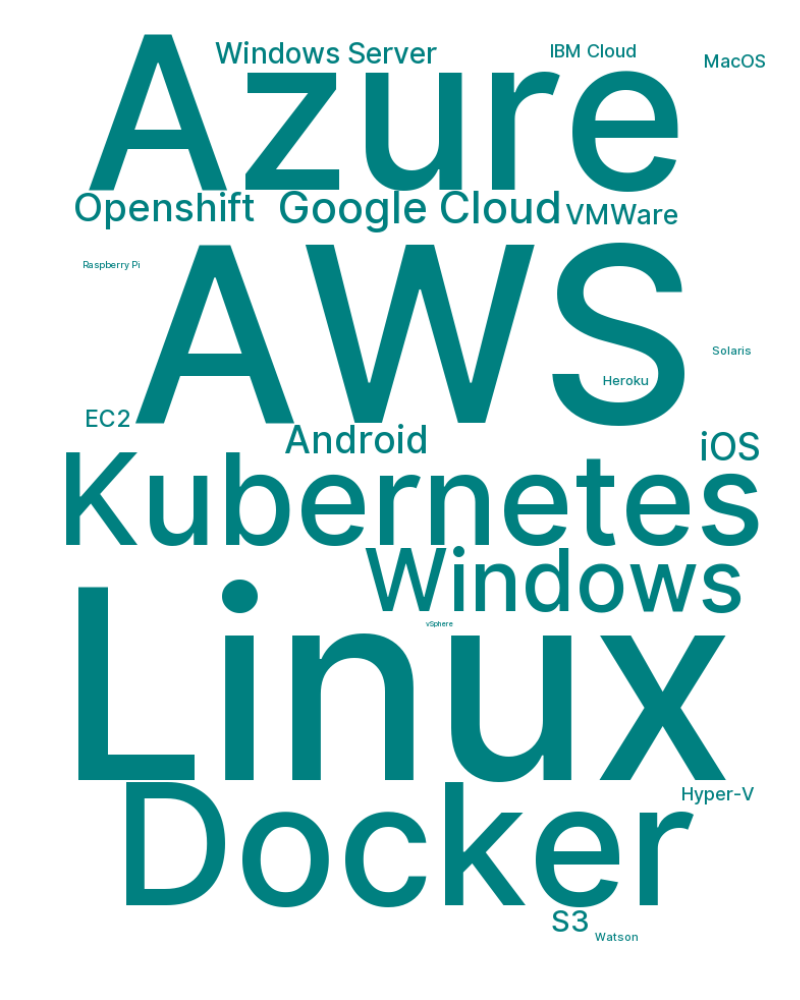 Windows Server
IBM Cloud
MacOS
Azure
Openshift
Google Cloud
VMWare
Raspberry Pi
AWS
Solaris
Heroku
EC2
Android
iOS
Kubernetes
Windows
vSphere
Linux
Hyper-V
Docker
S3
Watson